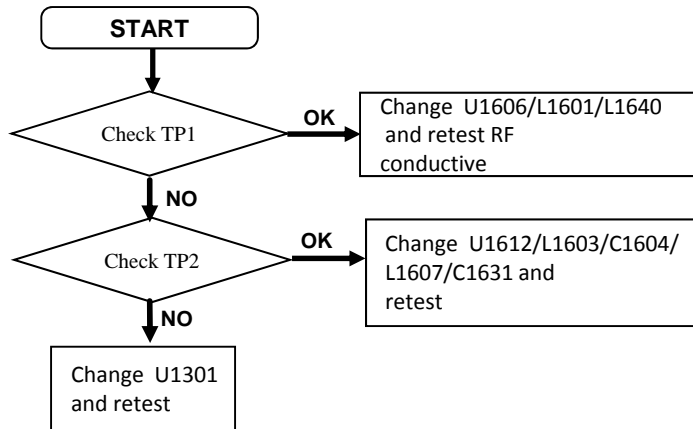 START
Check TP1
OK
Change U1606/L1601/L1640
and retest RF
conductive
NO
Check TP2
OK
Change U1612/L1603/C1604/
L1607/C1631 and
retest
NO
Change U1301
and retest